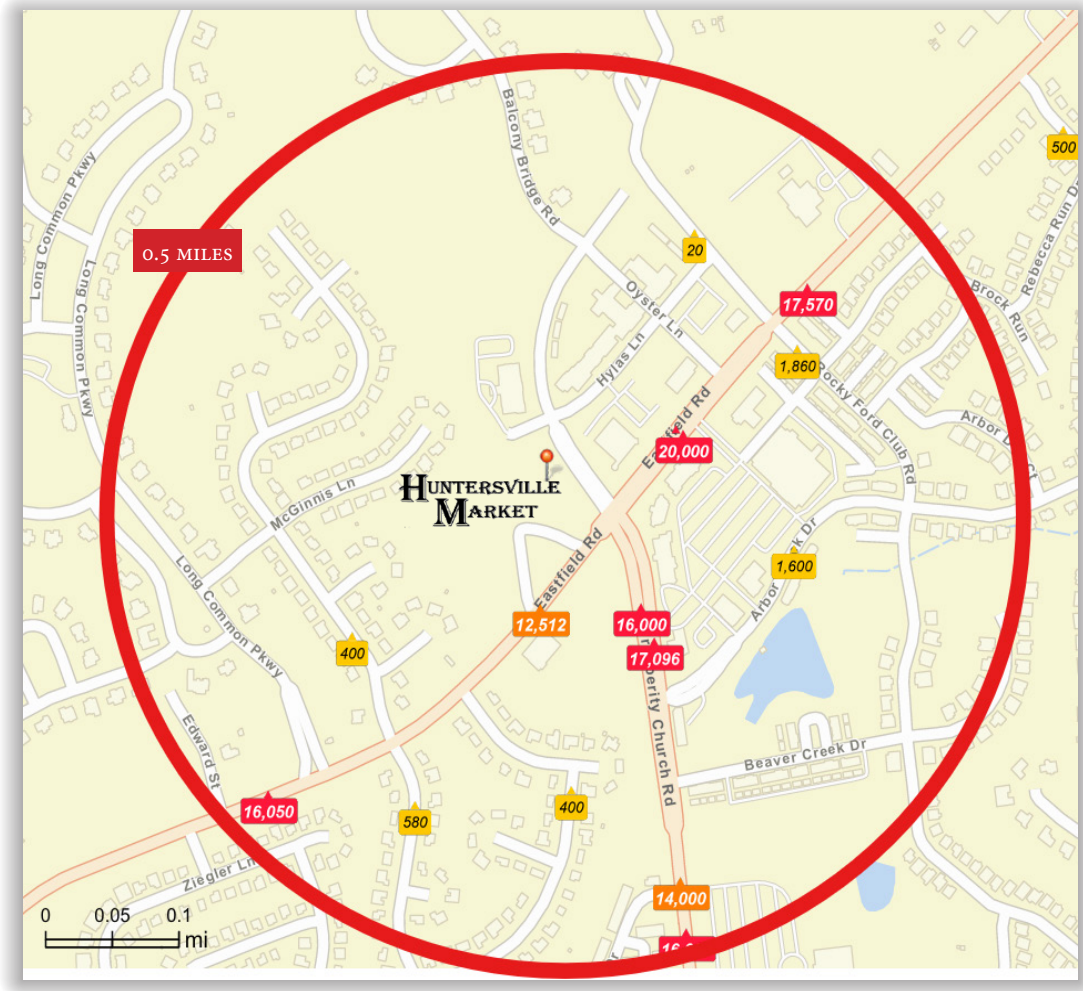 Balcony Bridge Rd
500
Long Common Pkwy
Rebecca Run
0.5 MILES
20
Long Common Pkwy
Oyster Ln
17,570
Brock Run
Hylas Ln
1,860
Rocky Ford Club Rd
Eastfield Rd
Arbor
Ct
20,000
HUNTERSVILLE
MARKET
McGinnis Ln
Eastfield Rd
Arbor
Dr
1,600
Long Common Pkwy
12,512
16,000
400
17,096
Church Rd
Edward St
Beaver Creek Dr
16,050
400
580
Ziegler Ln
14,000
0 0.05 0.1
mi